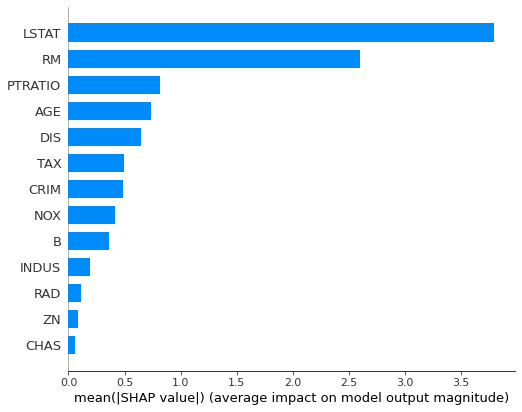 LSTAT
RM
PTRATIO
AGE
DIS
TAX
CRIM
NOX
B
INDUS
RAD
ZN
CHAS
0.0 0.5 1.0 1.5 2.0 2.5 3.0 3.5
mean(|SHAP value|) (average impact on model output magnitude)